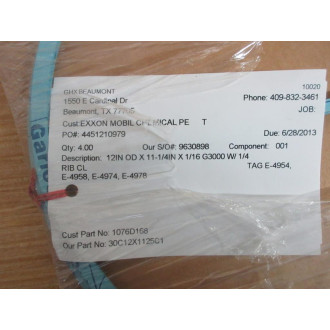 GHX BEAUMONT
10020
1550 E Cardinal Dr
Phone: 409-832-3461
Beaumont, TX
JOB:
Cust: EXXON MOBIL CHEMICAL PE T
PO#: 4451210979
Due: 6/28/2013
Qty: 4.00 Our S/O#: 9630898 Component: 001
Description: 12IN OD X 11-1/4IN X 1/16 G3000 W/ 1/4
RIB CL TAG E-4954,
E-4958, E-4974, E-4978
Cust Part No: 1076D168
Our Part No: 30C12X1125C1
Garlo